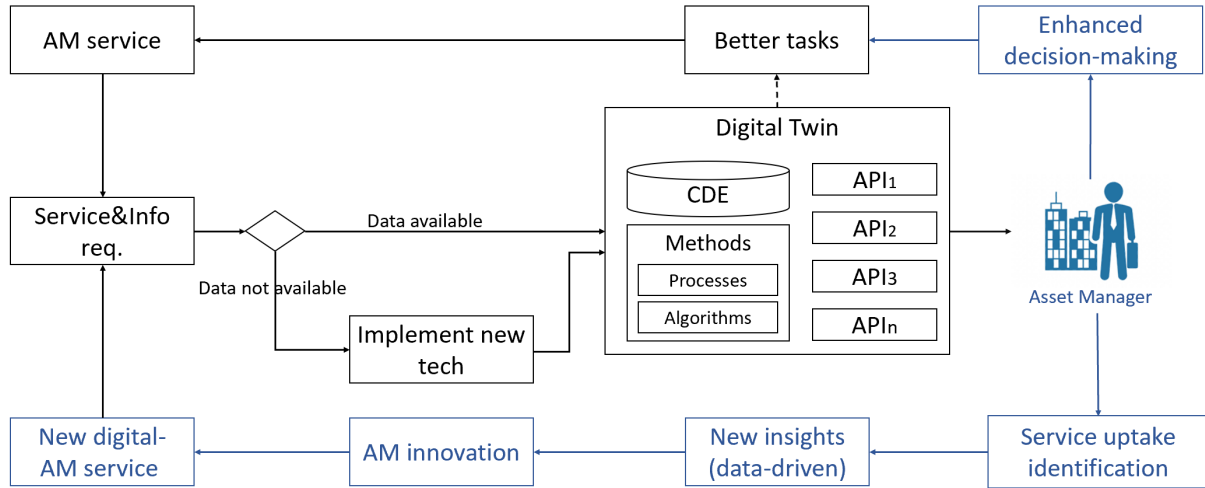 AM service
Better tasks
Enhanced
decision-making
Digital Twin
CDE
API1
API2
API3
APIn
Methods
Processes
Algorithms
Service&Info
req.
Data available
Data not available
Implement new
tech
Asset Manager
New digital-
AM service
AM innovation
New insights
(data-driven)
Service uptake
identification